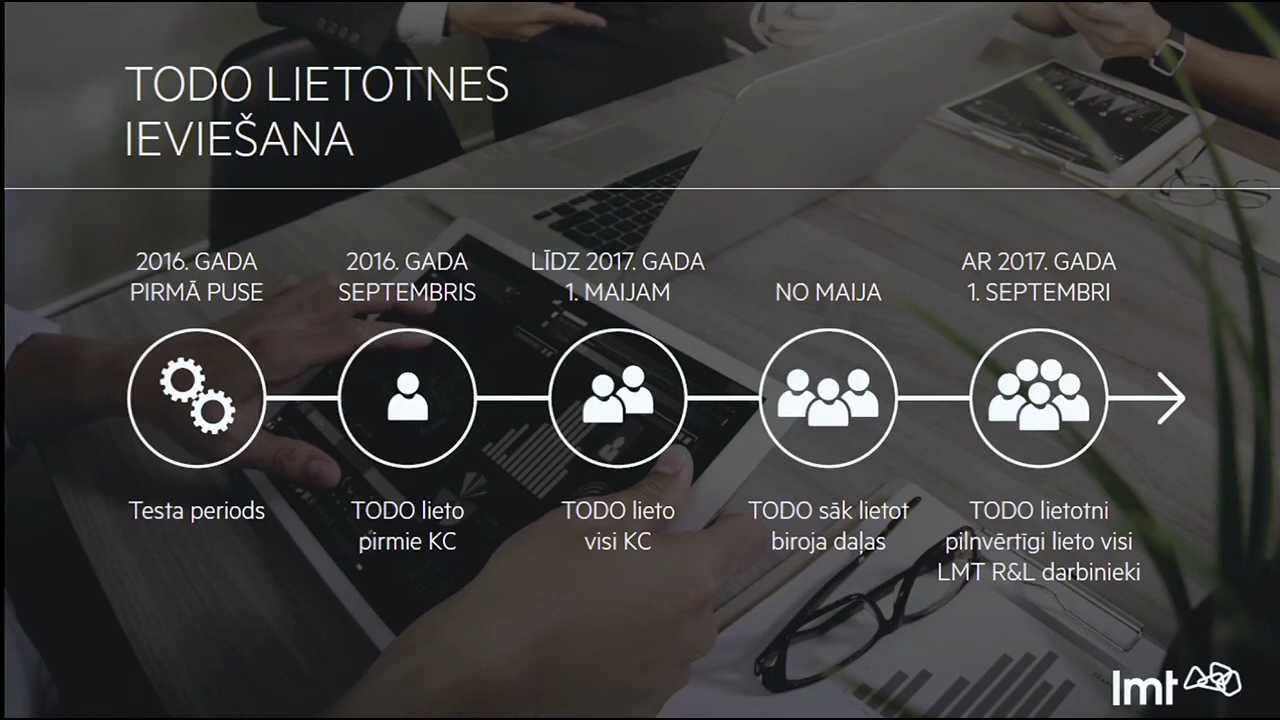 TODO LIETOTNES
IEVIEŠANA
2016. GADA
PIRMĀ PUSE
2016. GADA
SEPTEMBRIS
LĪDZ 2017. GADA
1. MAIJAM
NO MAIJA
AR 2017. GADA
1. SEPTEMBRI
Testa periods
TODO lieto
pirmie KC
TODO lieto
visi KC
TODO sāk lietot
biroja daļas
TODO lietotni
pilnvērtīgi lieto visi
LMT R&L darbinieki
lmt